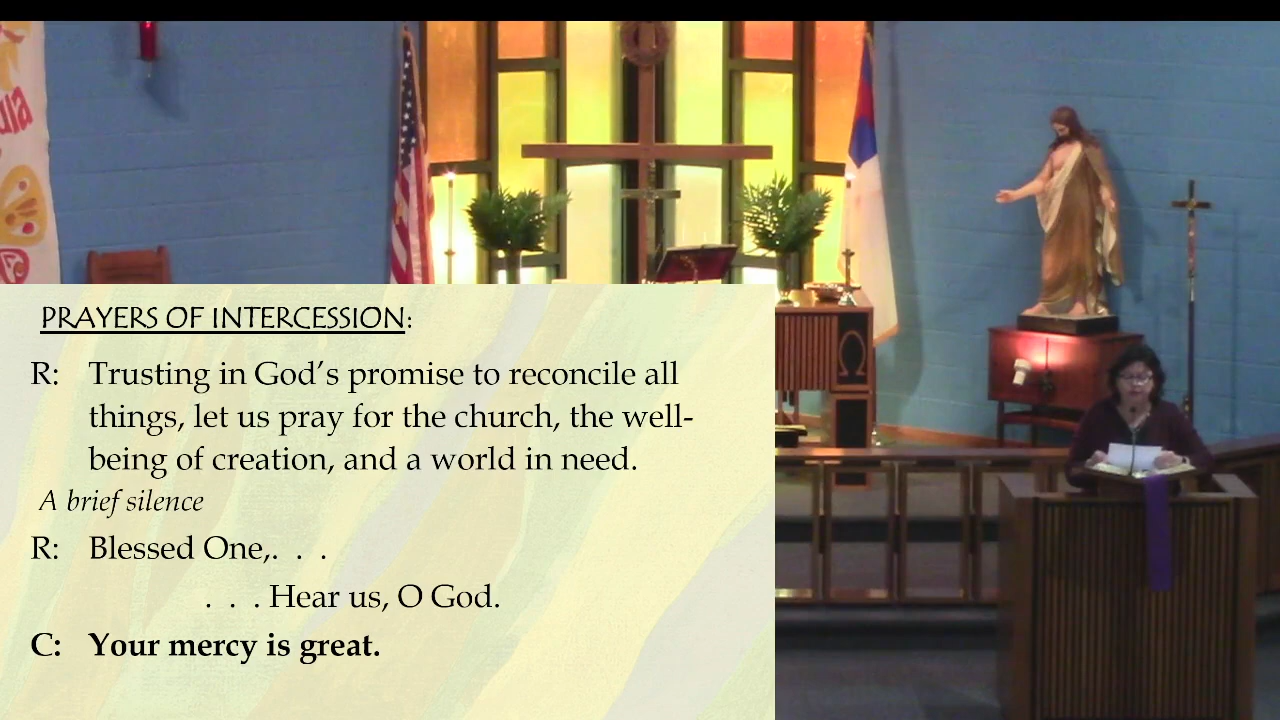 PRAYERS OF INTERCESSION:
R: Trusting in God's promise to reconcile all
things, let us pray for the church, the well-
being of creation, and a world in need.
A brief silence
R: Blessed One,. . .
. . . Hear us, O God.
C: Your mercy is great.